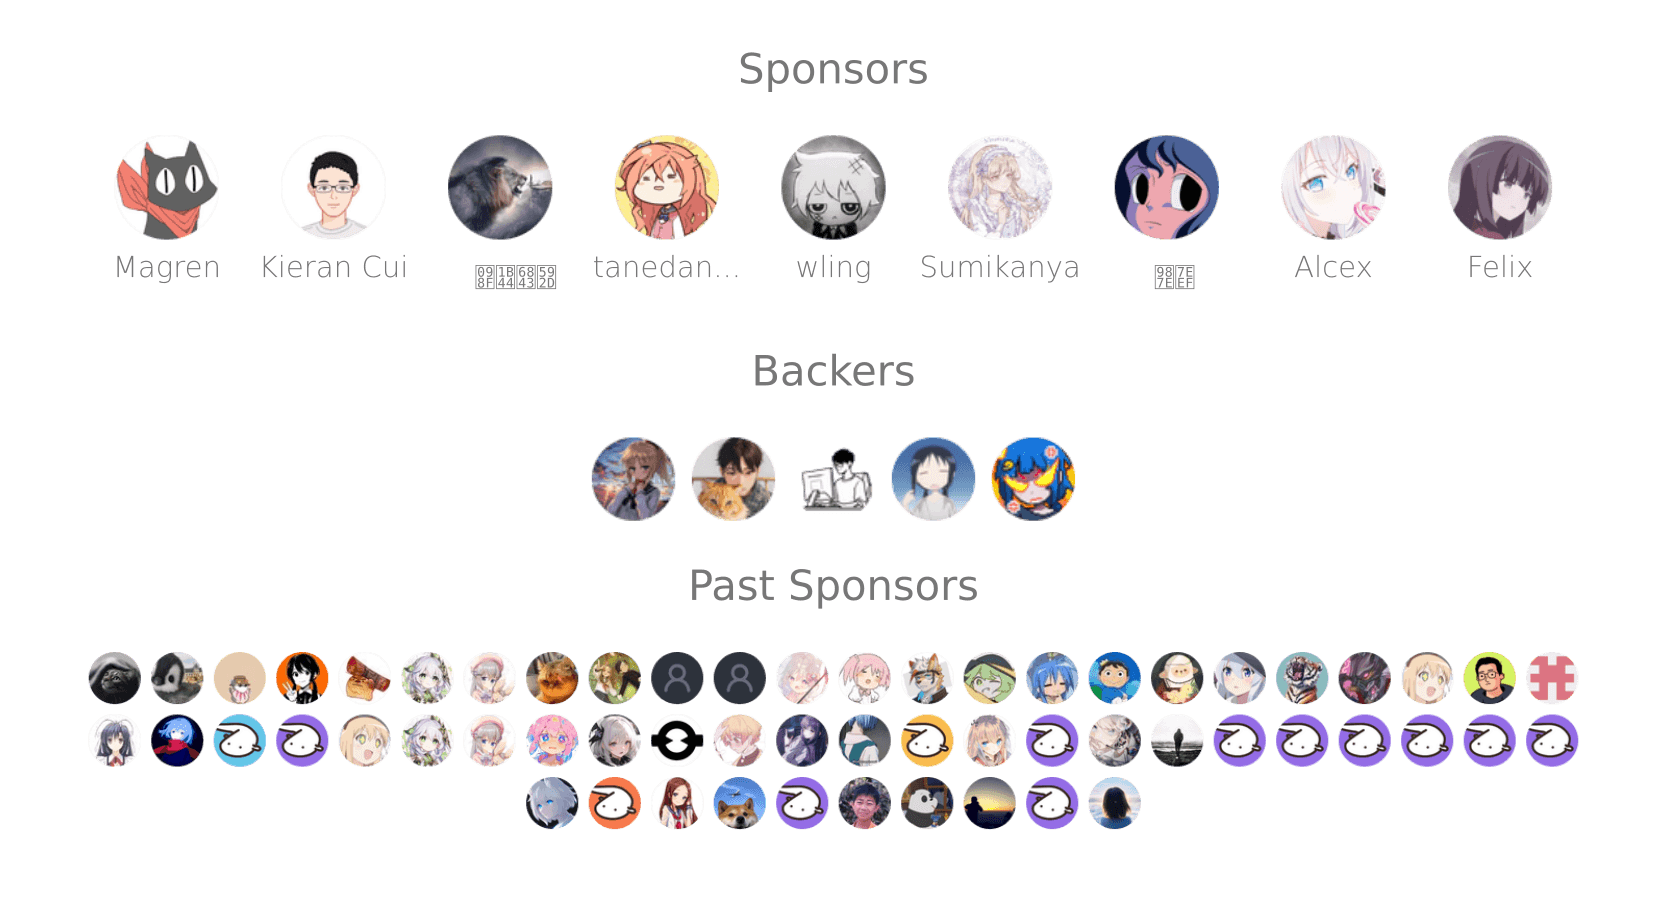 Sponsors
Magren Kieran Cui tanedan... wling Sumikanya Alcex Felix
Backers
Past Sponsors